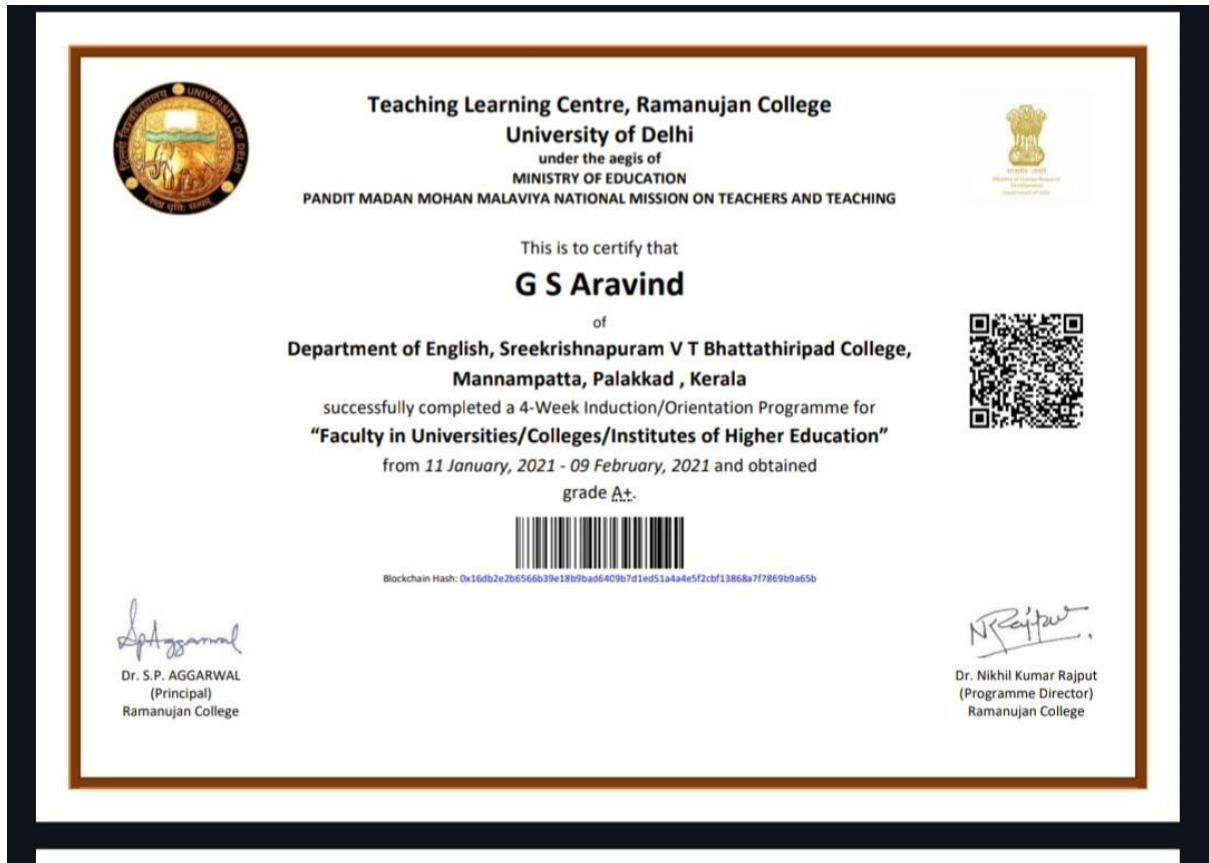 Teaching Learning Centre, Ramanujan College
University of Delhi
under the aegis of
MINISTRY OF EDUCATION
PANDIT MADAN MOHAN MALAVIYA NATIONAL MISSION ON TEACHERS AND TEACHING
UNIVERSITY OF DELHI
This is to certify that
G S Aravind
of
Department of English, Sreekrishnapuram V T Bhattathiripad College,
Mannampatta, Palakkad , Kerala
successfully completed a 4-Week Induction/Orientation Programme for
“Faculty in Universities/Colleges/Institutes of Higher Education”
from 11 January, 2021 - 09 February, 2021 and obtained
grade A+.
Blockchain Hash: 0x16db2e2b6566b39e18b9bad6409b7d1ed51a4a4e5f2cbf13868a7f7869b9a65b
Dr. S.P. AGGARWAL
(Principal)
Ramanujan College
Dr. Nikhil Kumar Rajput
(Programme Director)
Ramanujan College